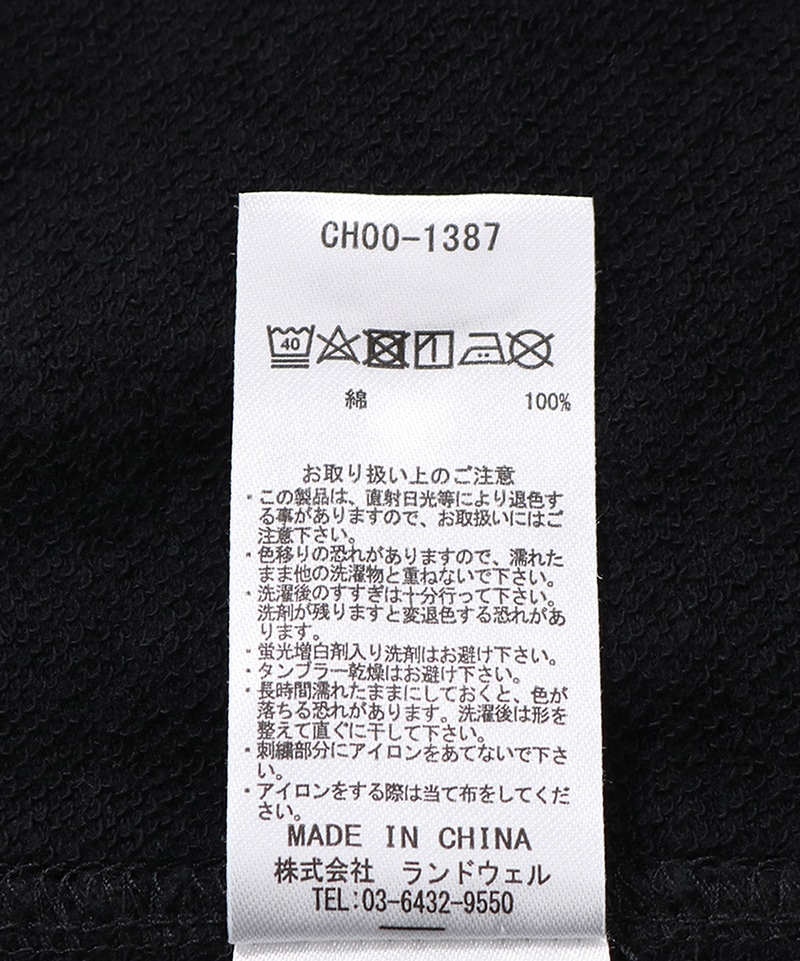 CH00-1387
40
綿 100%
お取り扱い上のご注意
・この製品は、直射日光等により退色す
る事がありますので、お取扱いにはご
注意下さい。
・色移りの恐れがありますので、濡れた
まま他の洗濯物と重ねないで下さい。
・洗濯後のすすぎは十分行って下さい。
洗剤が残りますと変退色する恐れがあ
ります。
・蛍光増白剤入り洗剤はお避け下さい。
・タンブラー乾燥はお避け下さい。
・長時間濡れたままにしておくと、色が
落ちる恐れがあります。洗濯後は形を
整えて直ぐに干して下さい。
・刺繍部分にアイロンをあてないで下さ
い。
・アイロンをする際は当て布をしてくだ
さい。
MADE IN CHINA
株式会社 ランドウェル
TEL:03-6432-9550